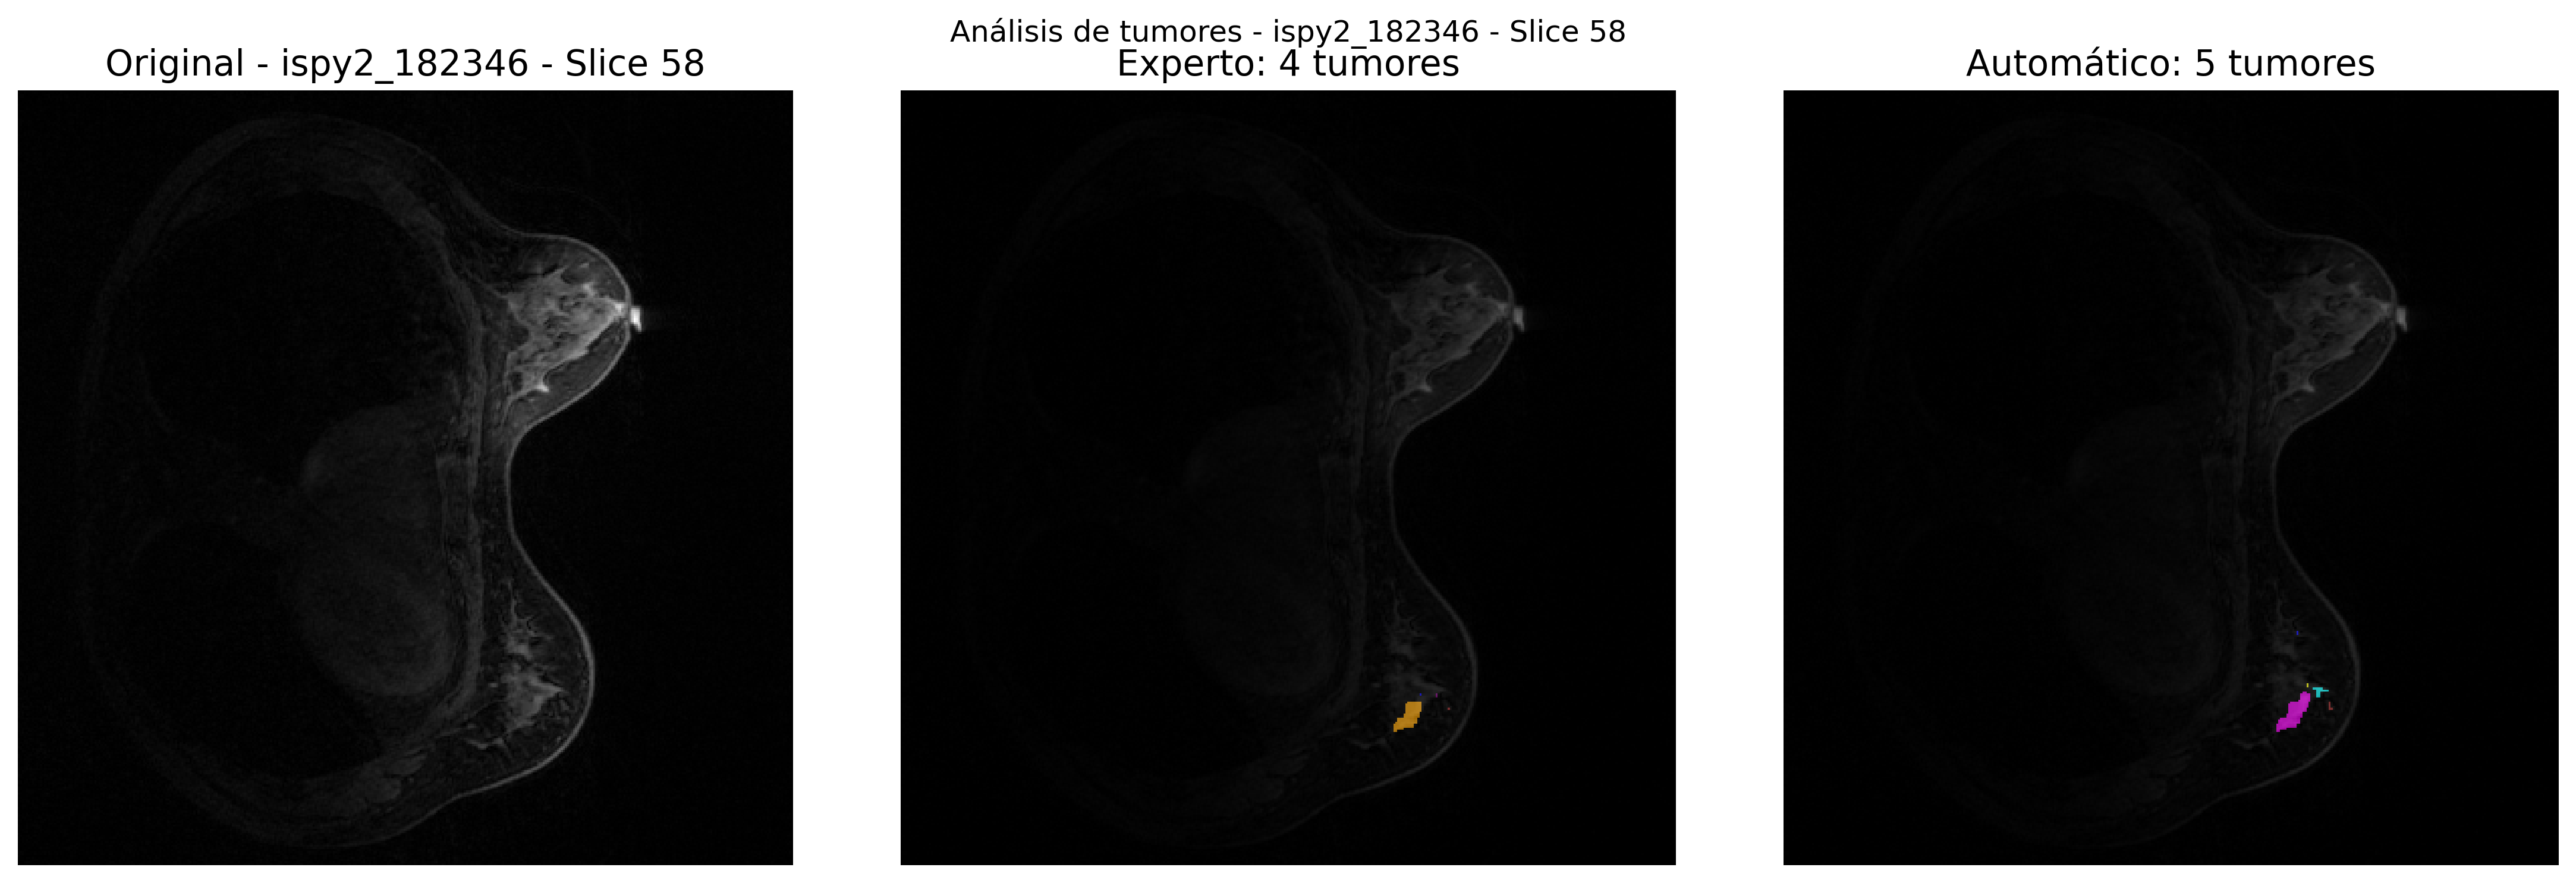 Análisis de tumores - ispy2_182346 - Slice 58
Original - ispy2_182346 - Slice 58
Experto: 4 tumores
Automático: 5 tumores